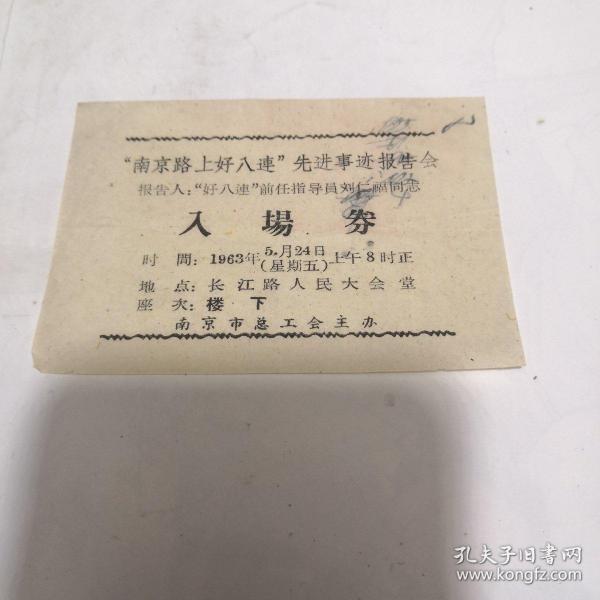 “南京路上好八連”先进事迹报告会
报告人：“好八連”前任指导員刘仁福同志
入場劵
时間：1963年5月24日(星期五)上午8时正
地点：长江路人民大会堂
座次：楼下
南京市总工会主办
孔夫子旧书网
www.kongfz.com